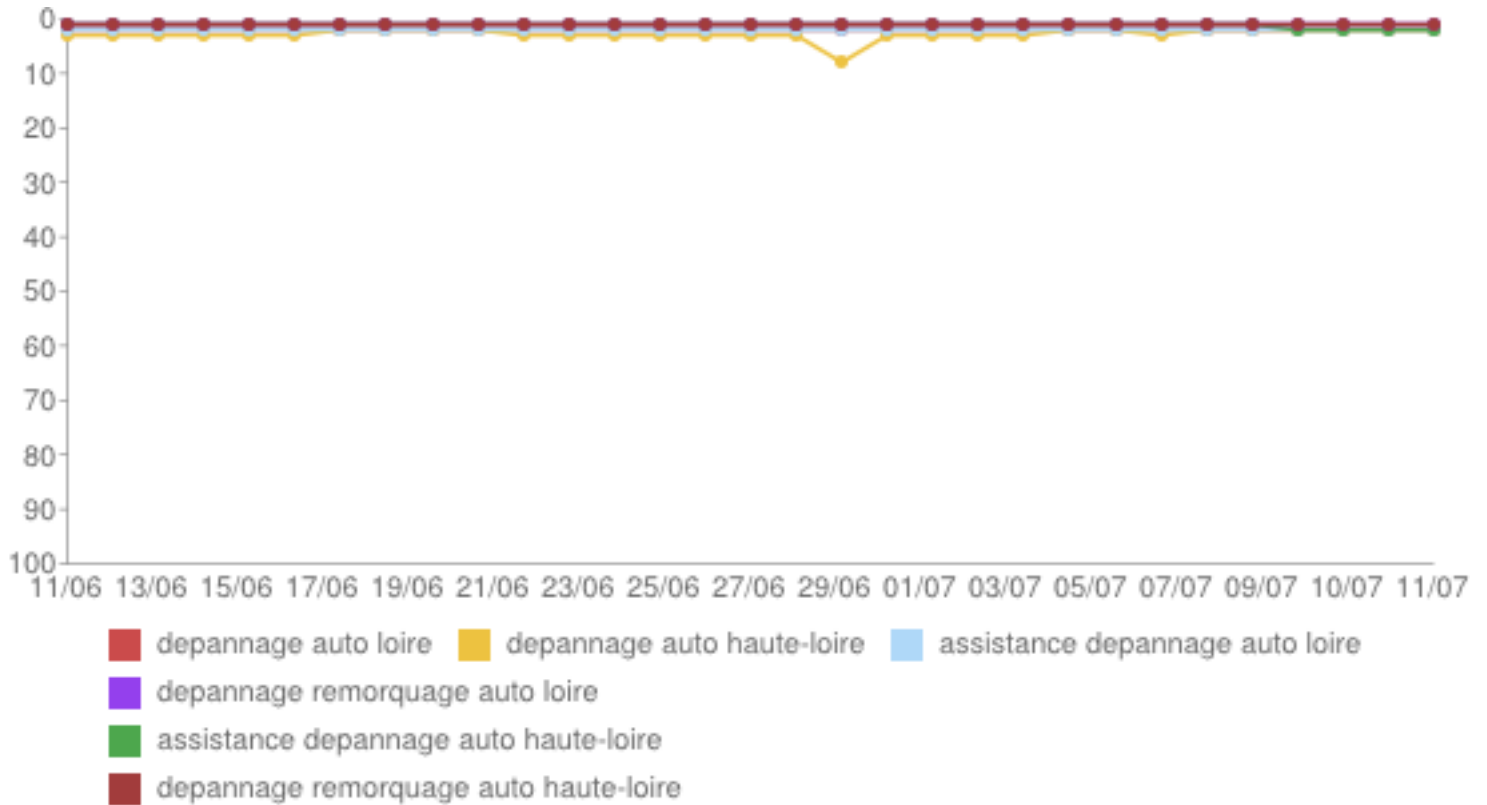 0
10
20
30
40
50
60
70
80
90
100
11/06 13/06 15/06 17/06 19/06 21/06 23/06 25/06 27/06 29/06 01/07 03/07 05/07 07/07 09/07 10/07 11/07
depannage auto loire depannage auto haute-loire assistance depannage auto loire
depannage remorquage auto loire
assistance depannage auto haute-loire
depannage remorquage auto haute-loire